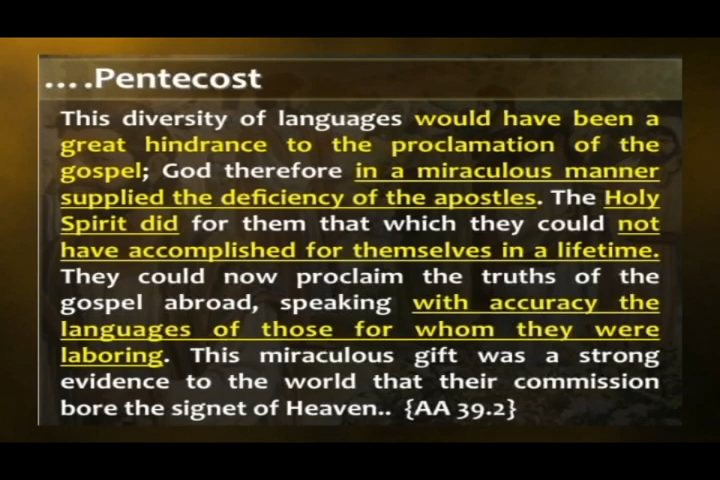 ....Pentecost
This diversity of languages would have been a
great hindrance to the proclamation of the
gospel; God therefore in a miraculous manner
supplied the deficiency of the apostles. The Holy
Spirit did for them that which they could not
have accomplished for themselves in a lifetime.
They could now proclaim the truths of the
gospel abroad, speaking with accuracy the
languages of those for whom they were
laboring. This miraculous gift was a strong
evidence to the world that their commission
bore the signet of Heaven.. {AA 39.2}